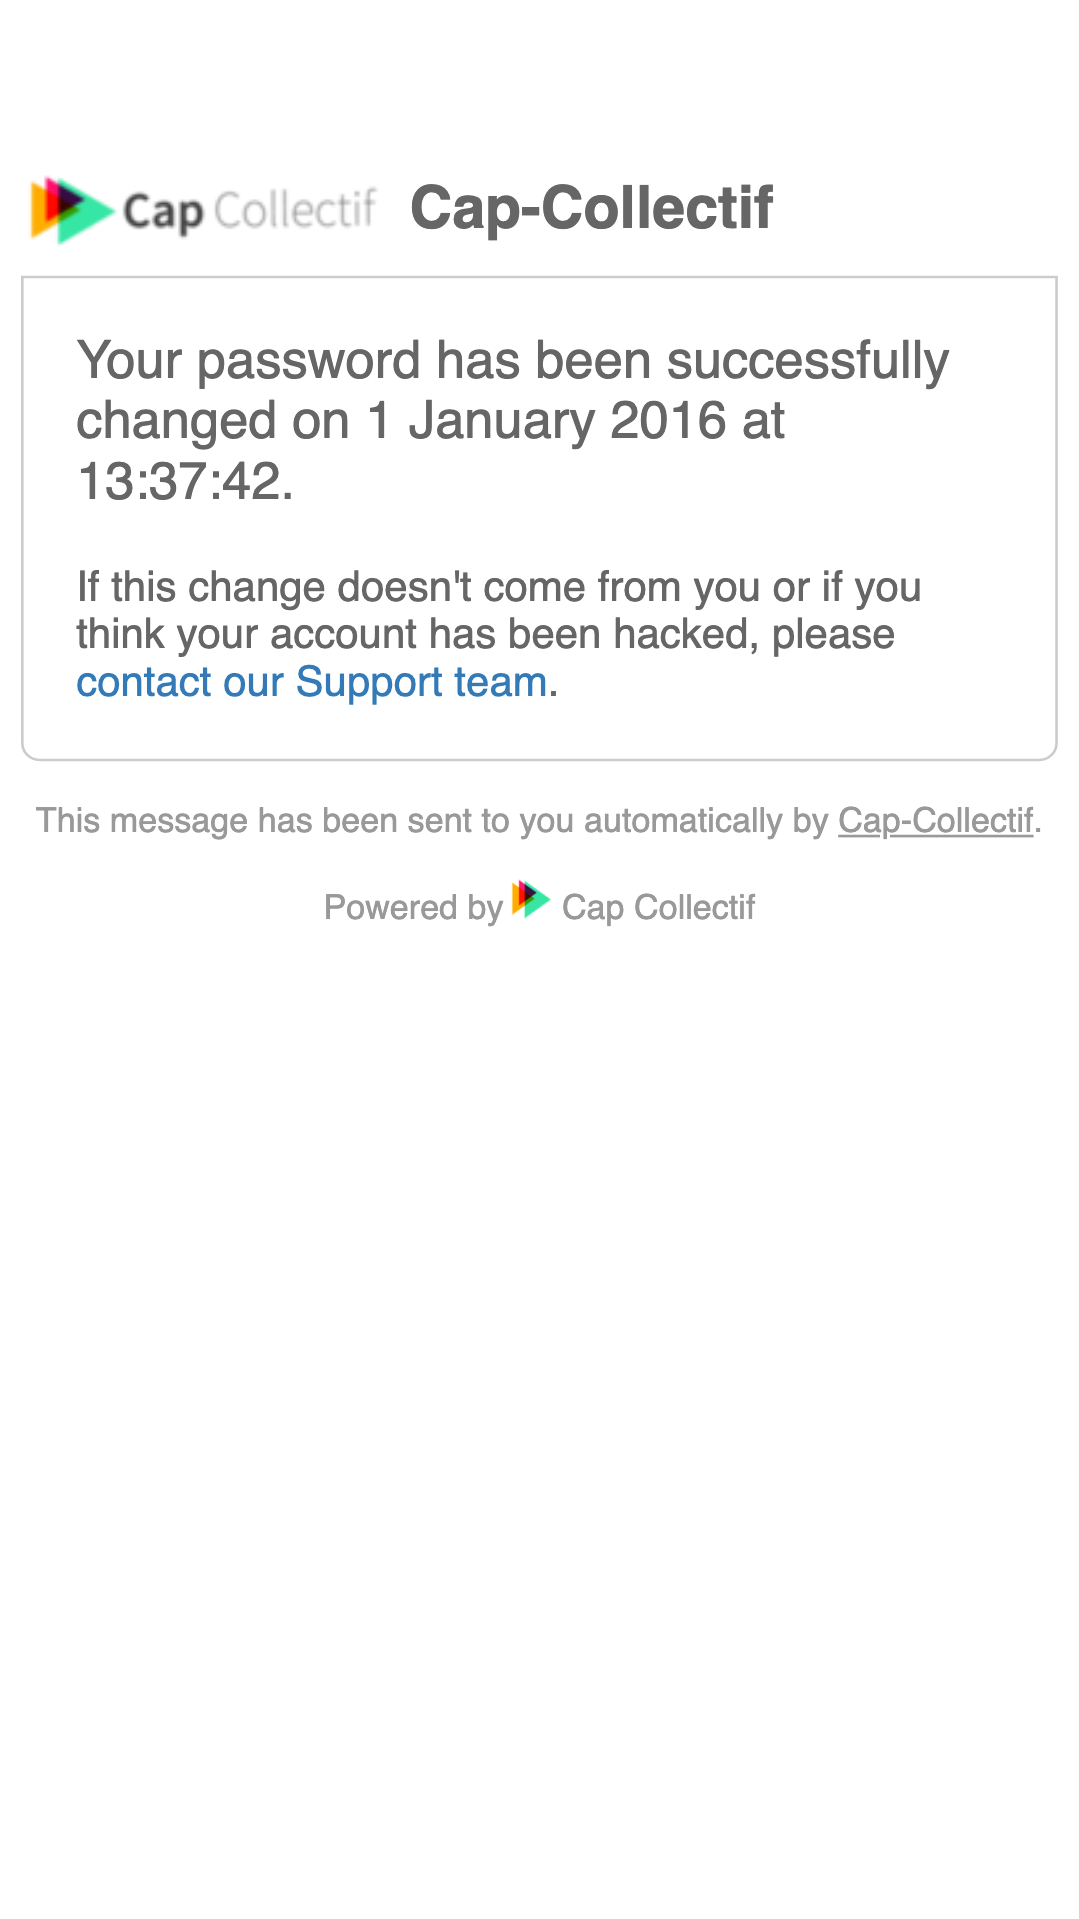 Cap Collectif Cap-Collectif
Your password has been successfully
changed on 1 January 2016 at
13:37:42.
If this change doesn't come from you or if you
think your account has been hacked, please
contact our Support team.
This message has been sent to you automatically by Cap-Collectif.
Powered by Cap Collectif